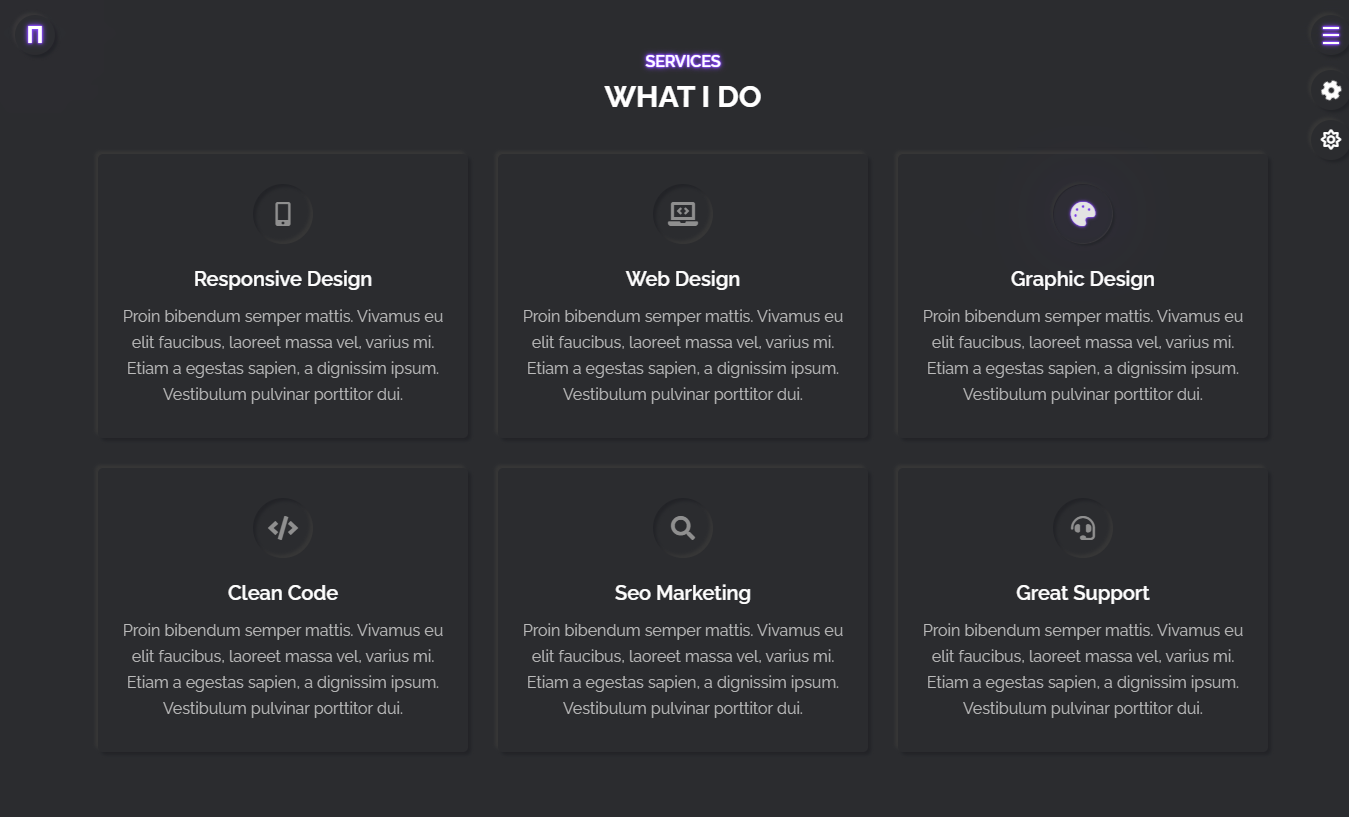 П
SERVICES
WHAT I DO
Responsive Design
Proin bibendum semper mattis. Vivamus eu
elit faucibus, laoreet massa vel, varius mi.
Etiam a egestas sapien, a dignissim ipsum.
Vestibulum pulvinar porttitor dui.
Web Design
Proin bibendum semper mattis. Vivamus eu
elit faucibus, laoreet massa vel, varius mi.
Etiam a egestas sapien, a dignissim ipsum.
Vestibulum pulvinar porttitor dui.
Graphic Design
Proin bibendum semper mattis. Vivamus eu
elit faucibus, laoreet massa vel, varius mi.
Etiam a egestas sapien, a dignissim ipsum.
Vestibulum pulvinar porttitor dui.
Clean Code
Proin bibendum semper mattis. Vivamus eu
elit faucibus, laoreet massa vel, varius mi.
Etiam a egestas sapien, a dignissim ipsum.
Vestibulum pulvinar porttitor dui.
Seo Marketing
Proin bibendum semper mattis. Vivamus eu
elit faucibus, laoreet massa vel, varius mi.
Etiam a egestas sapien, a dignissim ipsum.
Vestibulum pulvinar porttitor dui.
Great Support
Proin bibendum semper mattis. Vivamus eu
elit faucibus, laoreet massa vel, varius mi.
Etiam a egestas sapien, a dignissim ipsum.
Vestibulum pulvinar porttitor dui.